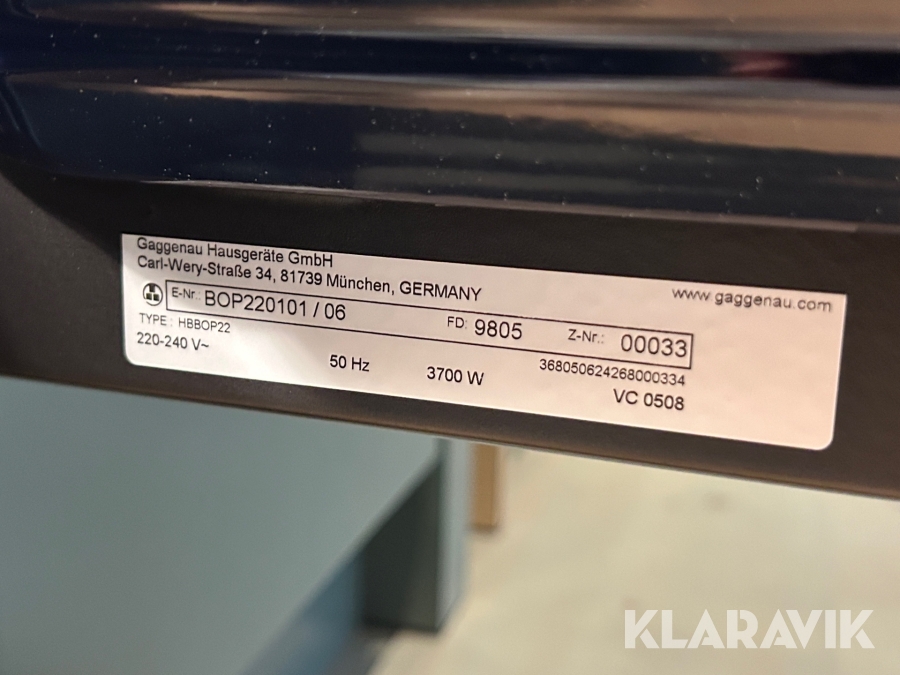 Gaggenau Hausgeräte GmbH
Carl-Wery-Straße 34, 81739 München, GERMANY
www.gaggenau.com
E-Nr.: BOP220101 / 06 FD: 9805 Z-Nr.: 00033
TYPE : HBBOP22
368050624268000334
220-240 V~ 50 Hz 3700 W VC 0508
KLARAVIK